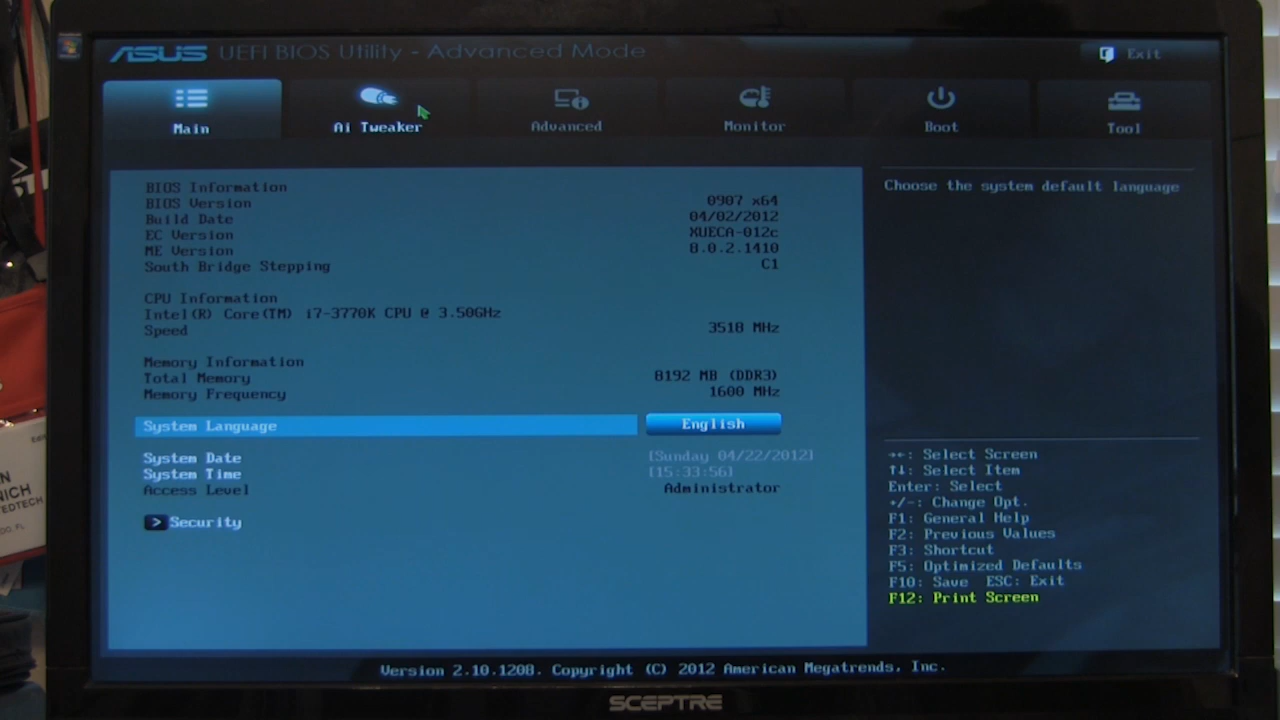 ASUS UEFI BIOS Utility - Advanced Mode
Exit
Main
Ai Tweaker
Advanced
Monitor
Boot
Tool
BIOS Information
BIOS Version 0907 x64
Build Date 04/02/2012
EC Version XUECA-012c
ME Version 8.0.2.1410
South Bridge Stepping C1
CPU Information
Intel(R) Core(TM) i7-3770K CPU @ 3.50GHz
Speed 3518 MHz
Memory Information
Total Memory 8192 MB (DDR3)
Memory Frequency 1600 MHz
System Language English
System Date [Sunday 04/22/2012]
System Time [15:33:56]
Access Level Administrator
> Security
Choose the system default language
→←: Select Screen
↑↓: Select Item
Enter: Select
+/-: Change Opt.
F1: General Help
F2: Previous Values
F3: Shortcut
F5: Optimized Defaults
F10: Save ESC: Exit
F12: Print Screen
Version 2.10.1208. Copyright (C) 2012 American Megatrends, Inc.
SCEPTRE